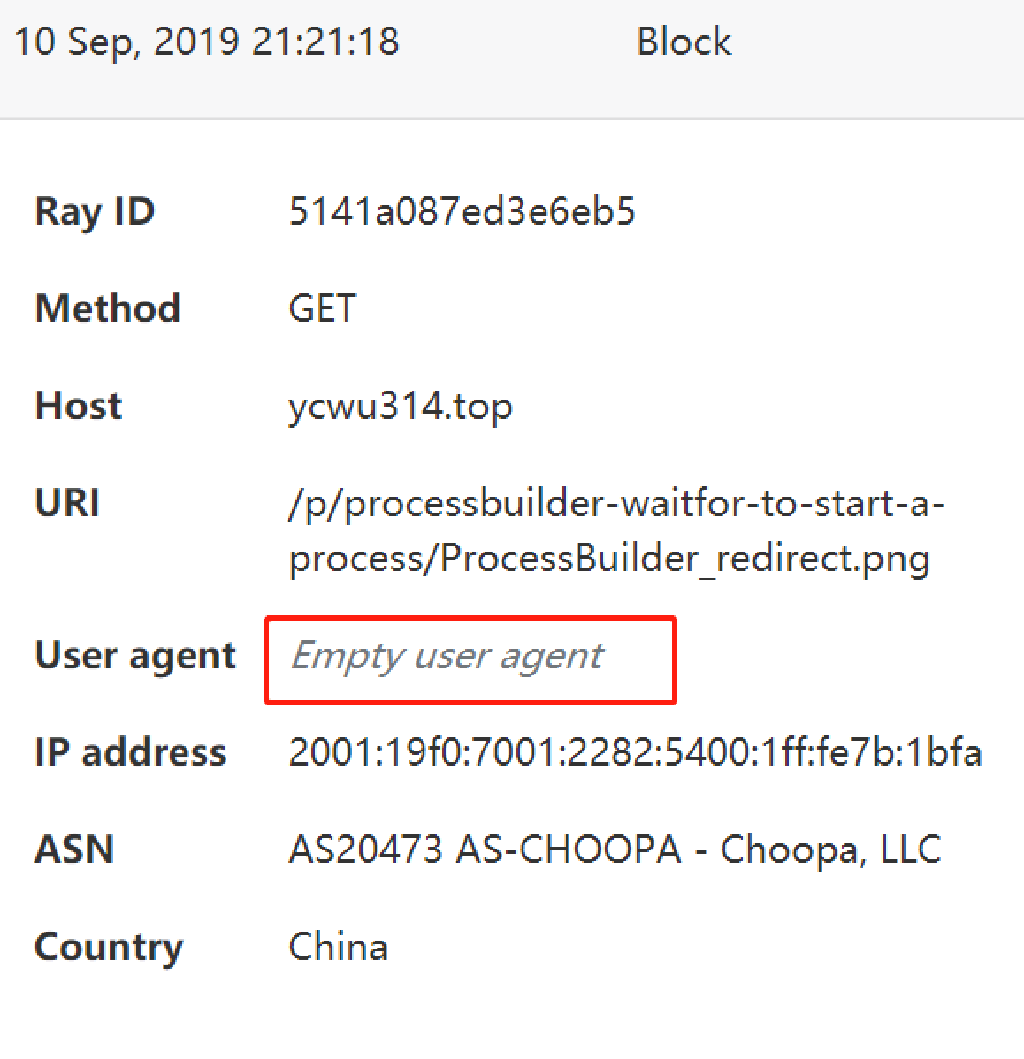 10 Sep, 2019 21:21:18 Block
Ray ID 5141a087ed3e6eb5
Method GET
Host ycwu314.top
URI /p/processbuilder-waitfor-to-start-a-
process/ProcessBuilder_redirect.png
User agent Empty user agent
IP address 2001:19f0:7001:2282:5400:1ff:fe7b:1bfa
ASN AS20473 AS-CHOOPA - Choopa, LLC
Country China